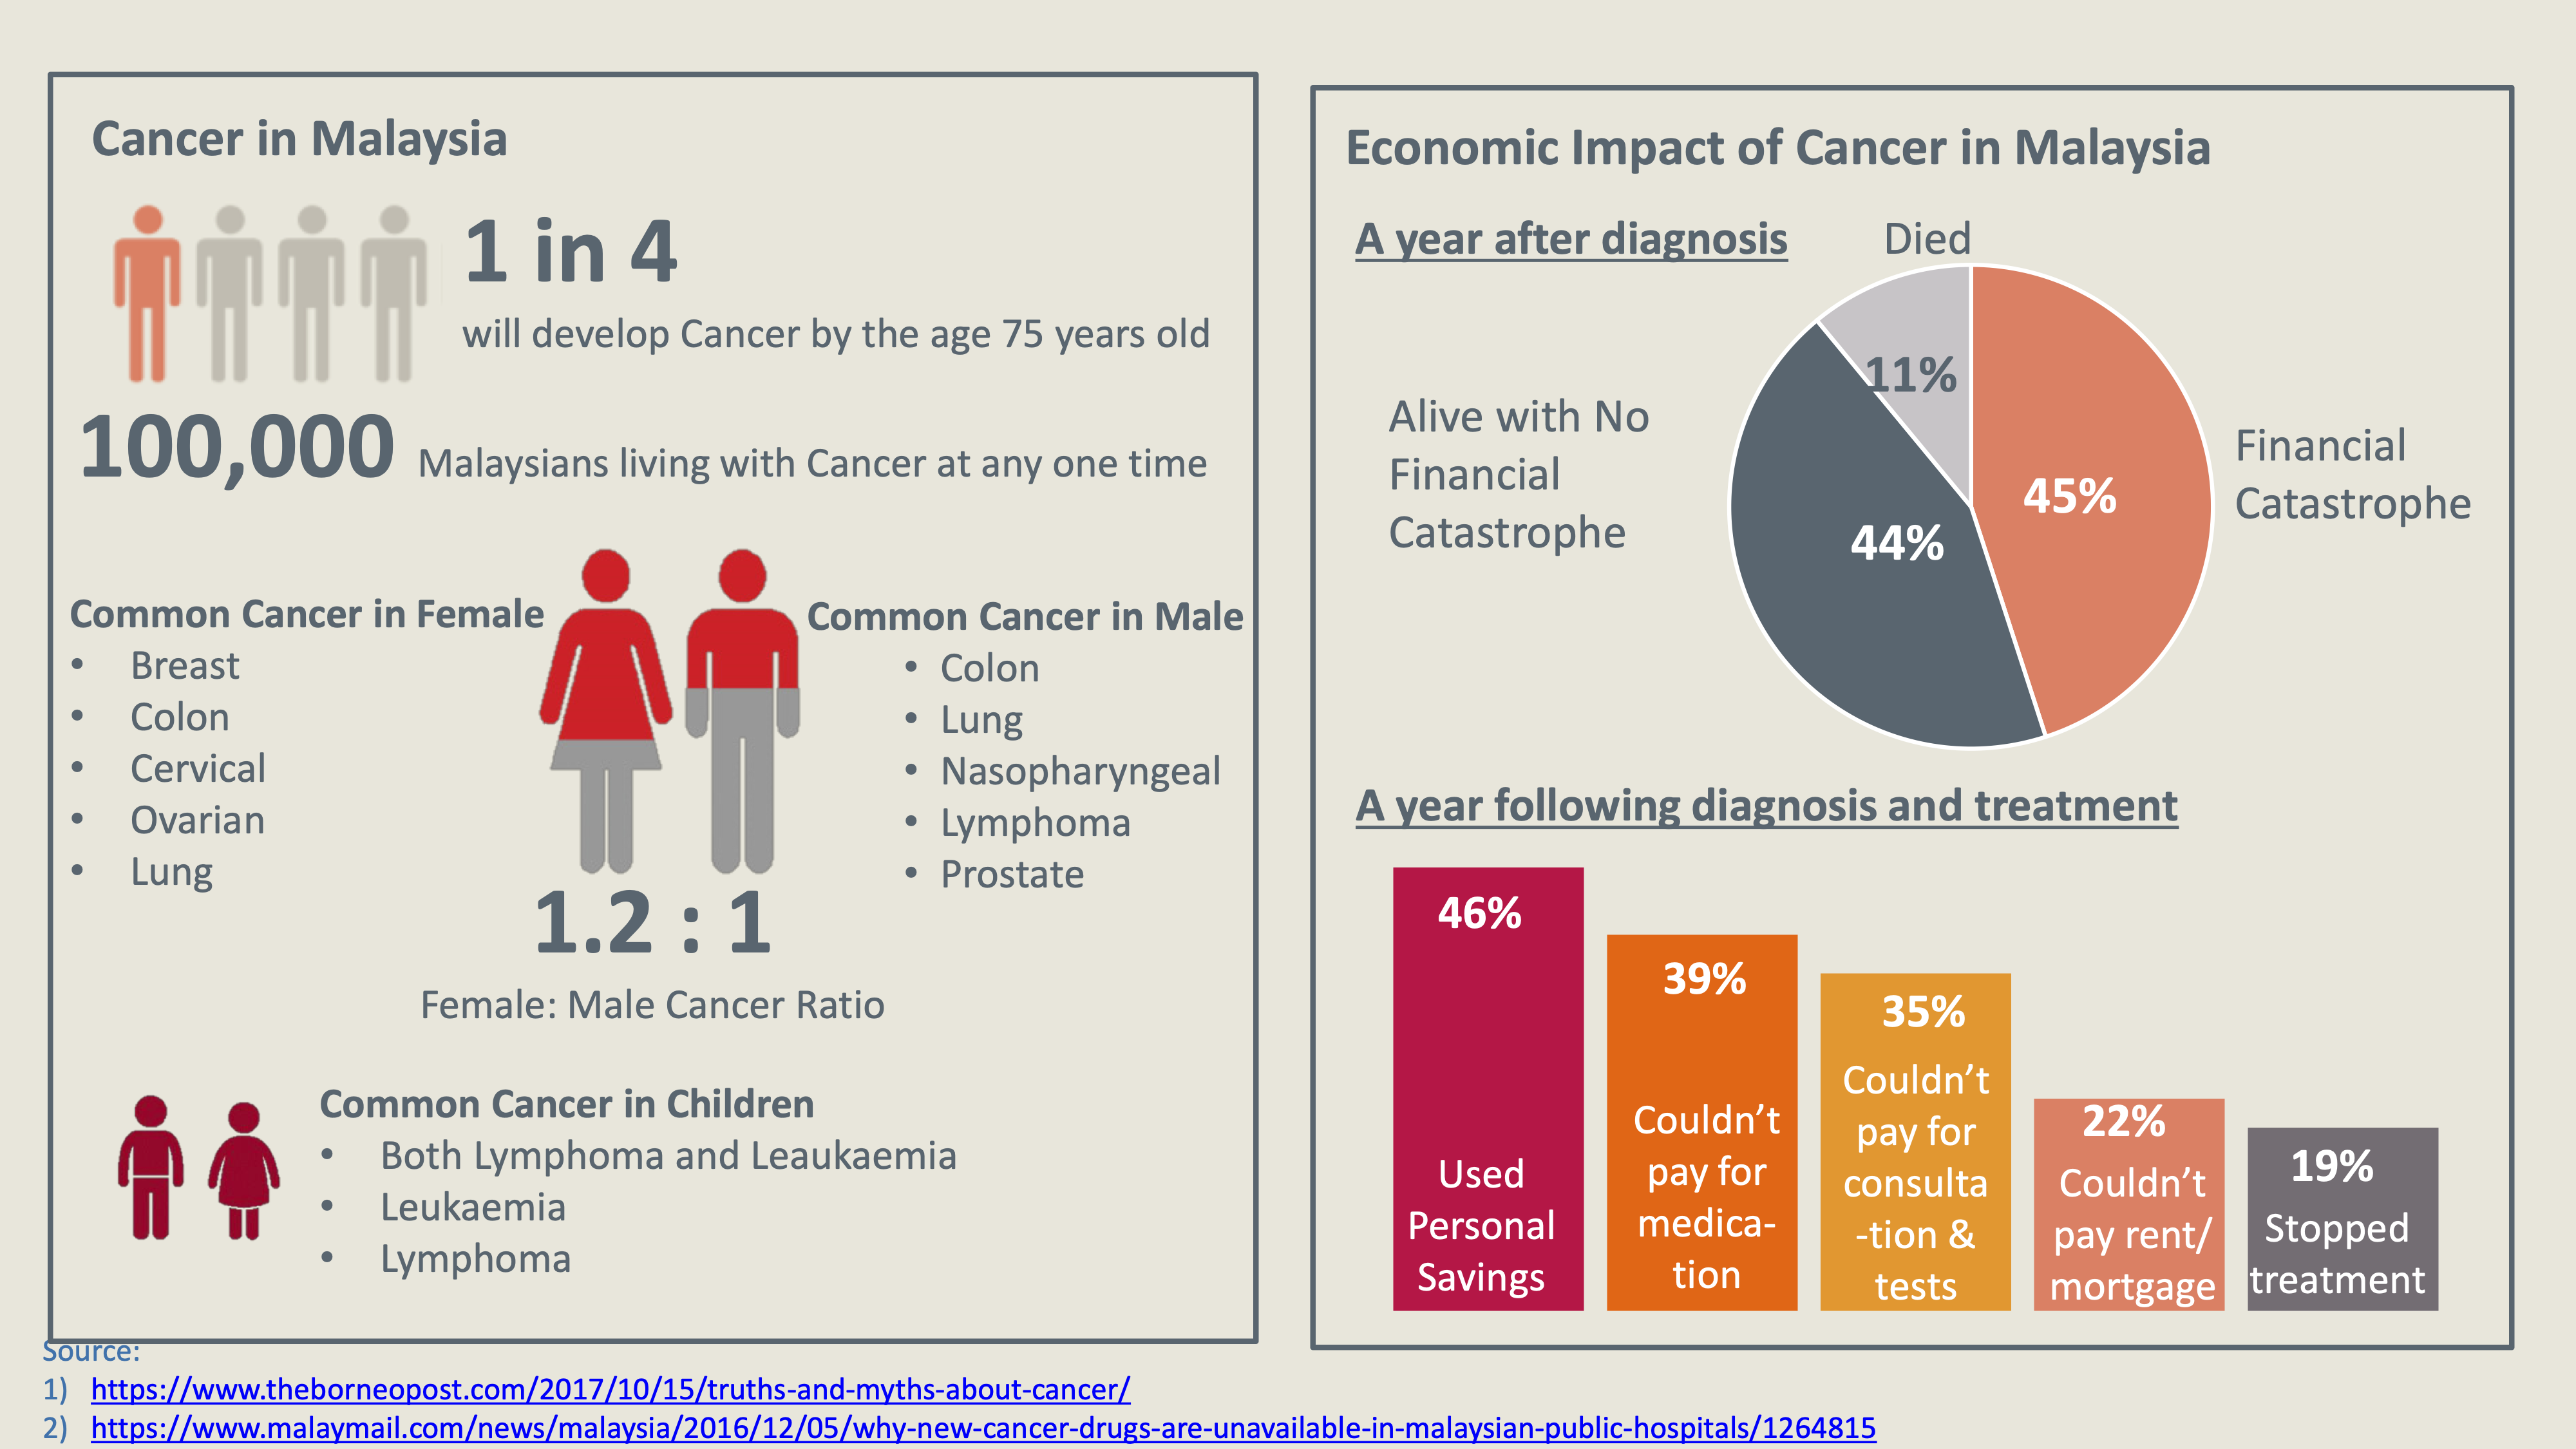 Cancer in Malaysia
1 in 4
will develop Cancer by the age 75 years old
100,000 Malaysians living with Cancer at any one time
Common Cancer in Female
• Breast
• Colon
• Cervical
• Ovarian
• Lung
Common Cancer in Male
• Colon
• Lung
• Nasopharyngeal
• Lymphoma
• Prostate
1.2 : 1
Female: Male Cancer Ratio
Common Cancer in Children
• Both Lymphoma and Leaukaemia
• Leukaemia
• Lymphoma
Economic Impact of Cancer in Malaysia
A year after diagnosis
Died
11%
Alive with No
Financial
Catastrophe
44%
45%
Financial
Catastrophe
A year following diagnosis and treatment
46%
Used
Personal
Savings
39%
Couldn’t
pay for
medica-
tion
35%
Couldn’t
pay for
consulta
-tion &
tests
22%
Couldn’t
pay rent/
mortgage
19%
Stopped
treatment
Source:
1) https://www.theborneopost.com/2017/10/15/truths-and-myths-about-cancer/
2) https://www.malaymail.com/news/malaysia/2016/12/05/why-new-cancer-drugs-are-unavailable-in-malaysian-public-hospitals/1264815